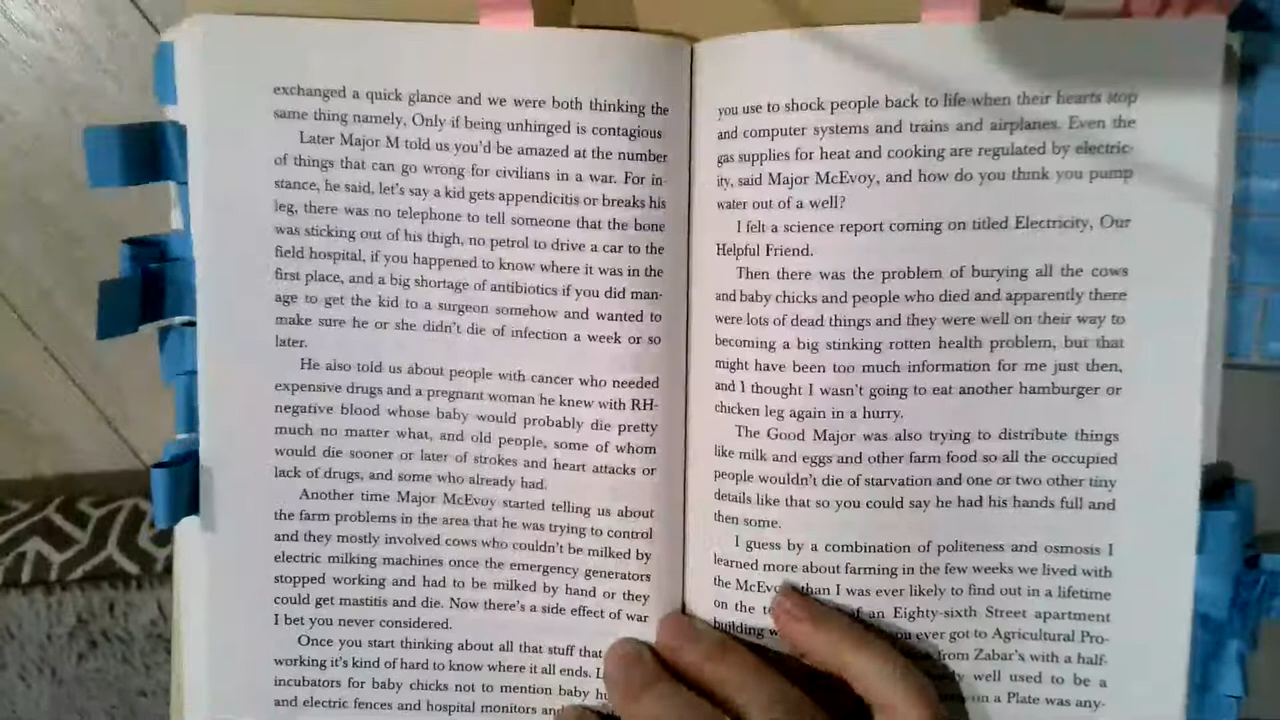 exchanged a quick glance and we were both thinking the
same thing namely, Only if being unhinged is contagious
Later Major M told us you'd be amazed at the number
of things that can go wrong for civilians in a war. For in-
stance, he said, let's say a kid gets appendicitis or breaks his
leg, there was no telephone to tell someone that the bone
was sticking out of his thigh, no petrol to drive a car to the
field hospital, if you happened to know where it was in the
first place, and a big shortage of antibiotics if you did man-
age to get the kid to a surgeon somehow and wanted to
make sure he or she didn't die of infection a week or so
later.
He also told us about people with cancer who needed
expensive drugs and a pregnant woman he knew with RH-
negative blood whose baby would probably die pretty
much no matter what, and old people, some of whom
would die sooner or later of strokes and heart attacks or
lack of drugs, and some who already had.
Another time Major McEvoy started telling us about
the farm problems in the area that he was trying to control
and they mostly involved cows who couldn't be milked by
electric milking machines once the emergency generators
stopped working and had to be milked by hand or they
could get mastitis and die. Now there's a side effect of war
I bet you never considered.
Once you start thinking about all that stuff that
working it's kind of hard to know where it all ends.
incubators for baby chicks not to mention baby
and electric fences and hospital monitors and
you use to shock people back to life when their hearts stop
and computer systems and trains and airplanes. Even the
gas supplies for heat and cooking are regulated by electric-
ity, said Major McEvoy, and how do you think you pump
water out of a well?
I felt a science report coming on titled Electricity, Our
Helpful Friend.
Then there was the problem of burying all the cows
and baby chicks and people who died and apparently there
were lots of dead things and they were well on their way to
becoming a big stinking rotten health problem, but that
might have been too much information for me just then,
and I thought I wasn't going to eat another hamburger or
chicken leg again in a hurry.
The Good Major was also trying to distribute things
like milk and eggs and other farm food so all the occupied
people wouldn't die of starvation and one or two other tiny
details like that so you could say he had his hands full and
then some.
I guess by a combination of politeness and osmosis I
learned more about farming in the few weeks we lived with
the than I was ever likely to find out in a lifetime
on the of an Eighty-sixth Street apartment
building ever got to Agricultural Pro-
from Zabar's with a half-
well used to be a
on a Plate was any-